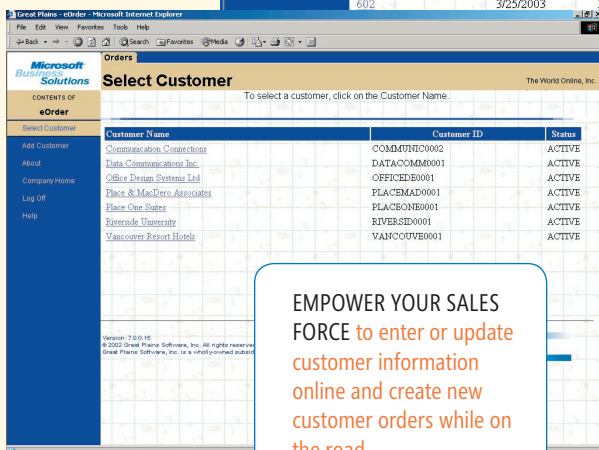 602
3/25/2003
Great Plains - eOrder - Microsoft Internet Explorer
File Edit View Favorites Tools Help
Back Search Favorites Media
Microsoft
Business
Solutions
CONTENTS OF
eOrder
Select Customer
Add Customer
About
Company Home
Log Off
Help
Orders
Select Customer
The World Online, Inc.
To select a customer, click on the Customer Name.
Customer Name Customer ID Status
Communication Connections COMMUNIC0002 ACTIVE
Data Communications Inc. DATACOMM0001 ACTIVE
Office Design Systems Ltd OFFICEDE0001 ACTIVE
Place & MacDero Associates PLACEMAD0001 ACTIVE
Place One Suites PLACEONE0001 ACTIVE
Riverside University RIVERSID0001 ACTIVE
Vancouver Resort Hotels VANCOUVE0001 ACTIVE
Version: 7.0.0.15
© 2002 Great Plains Software, Inc. All rights reserve
Great Plains Software, Inc. is a wholly-owned subsid
EMPOWER YOUR SALES
FORCE to enter or update
customer information
online and create new
customer orders while on
the road